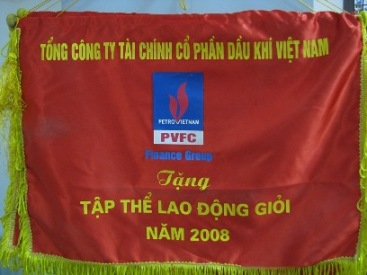 TỔNG CÔNG TY TÀI CHÍNH CỔ PHẦN DẦU KHÍ VIỆT NAM
PETROVIETNAM
PVFC
Finance Group
Tặng
TẬP THỂ LAO ĐỘNG GIỎI
NĂM 2008